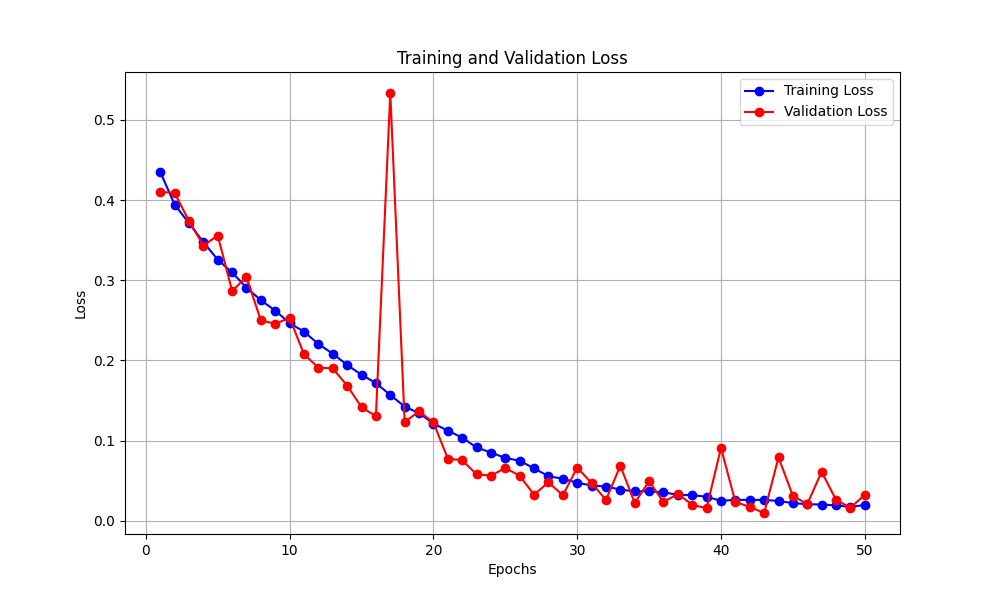 Training and Validation Loss
Training Loss
Validation Loss
Loss
0.5
0.4
0.3
0.2
0.1
0.0
0 10 20 30 40 50
Epochs